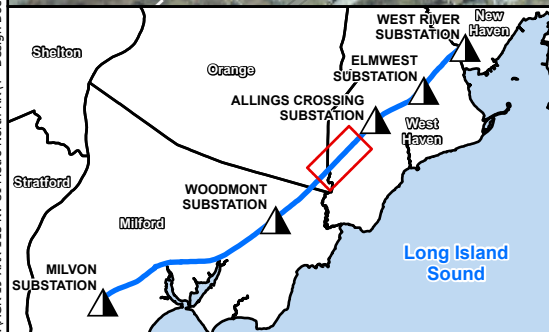 WEST RIVER
SUBSTATION
New
Haven
Shelton
Orange
ELMWEST
SUBSTATION
ALLINGS CROSSING
SUBSTATION
West
Haven
Stratford
WOODMONT
SUBSTATION
Milford
Long Island
Sound
MILVON
SUBSTATION